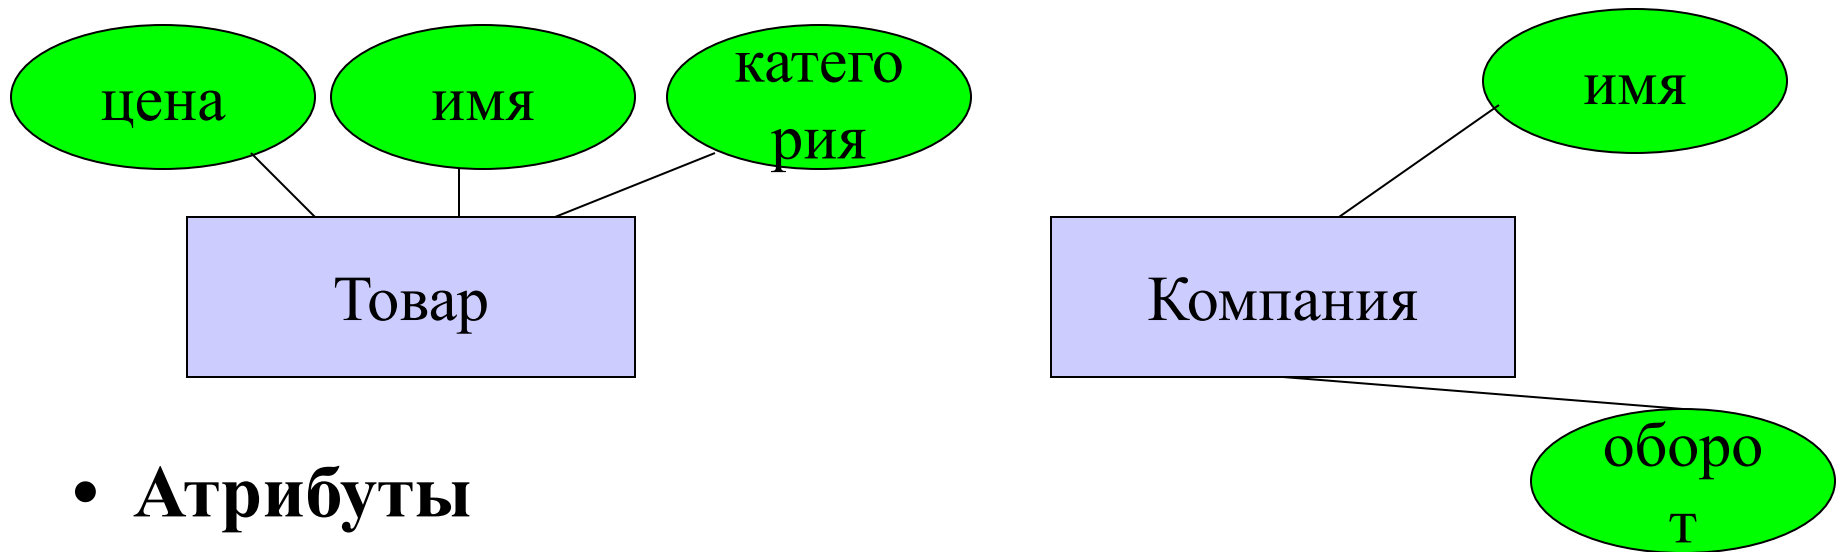 цена
имя
катего
рия
имя
Товар
Компания
• Атрибуты
оборо
т